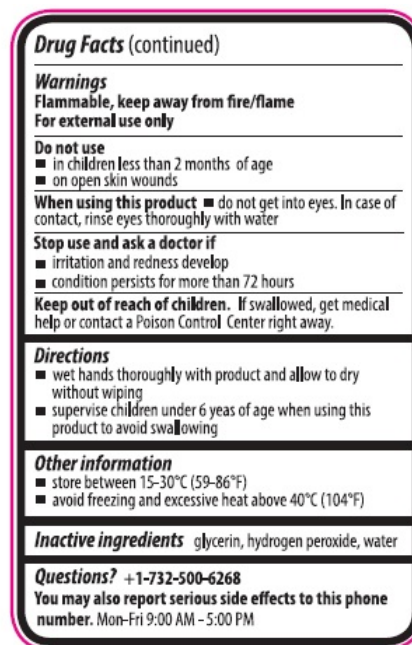 Drug Facts (continued)
Warnings
Flammable, keep away from fire/flame
For external use only
Do not use
■ in children less than 2 months of age
■ on open skin wounds
When using this product ■ do not get into eyes. In case of
contact, rinse eyes thoroughly with water
Stop use and ask a doctor if
■ irritation and redness develop
■ condition persists for more than 72 hours
Keep out of reach of children. If swallowed, get medical
help or contact a Poison Control Center right away.
Directions
■ wet hands thoroughly with product and allow to dry
without wiping
■ supervise children under 6 yeas of age when using this
product to avoid swallowing
Other information
■ store between 15-30°C (59-86°F)
■ avoid freezing and excessive heat above 40°C (104°F)
Inactive ingredients glycerin, hydrogen peroxide, water
Questions? +1-732-500-6268
You may also report serious side effects to this phone
number. Mon-Fri 9:00 AM - 5:00 PM